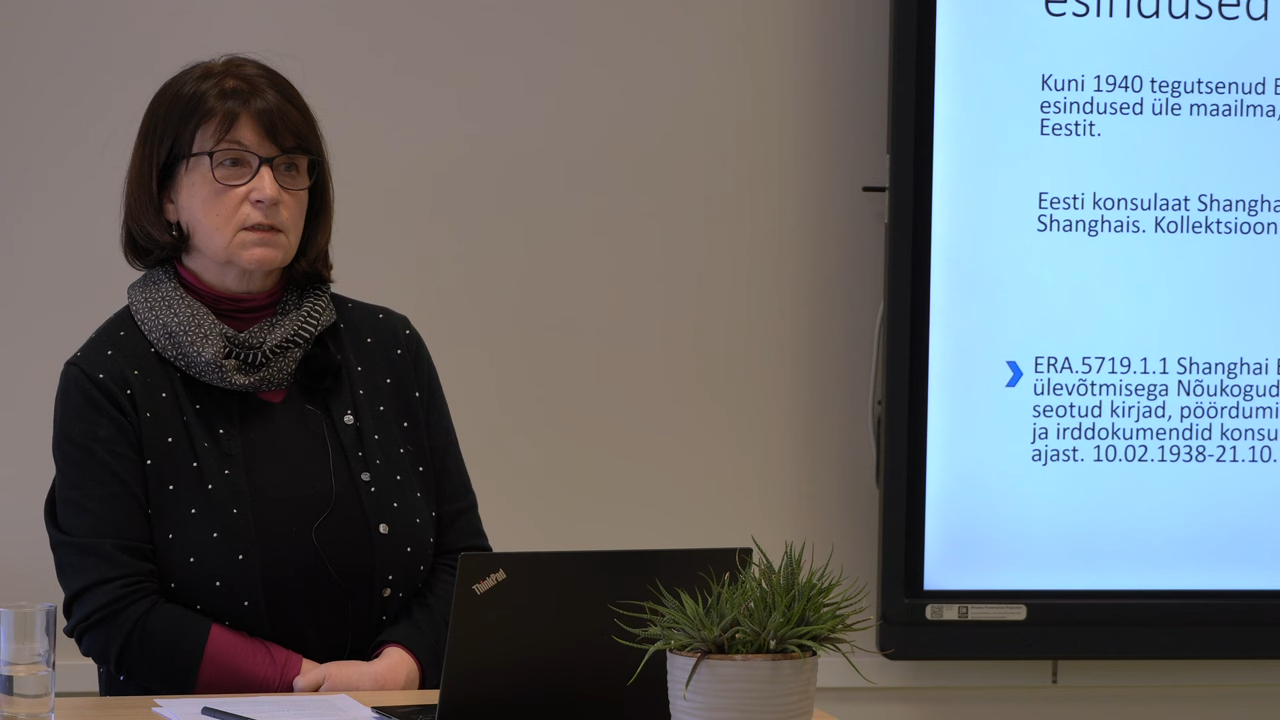 esindused
Kuni 1940 tegutsenud E
esindused üle maailma,
Eestit.
Eesti konsulaat Shangha
Shanghais. Kollektsioon
ERA.5719.1.1 Shanghai E
ülevõtmisega Nõukogud
seotud kirjad, pöördumi
ja irddokumendid konsu
ajast. 10.02.1938-21.10.
ThinkPad